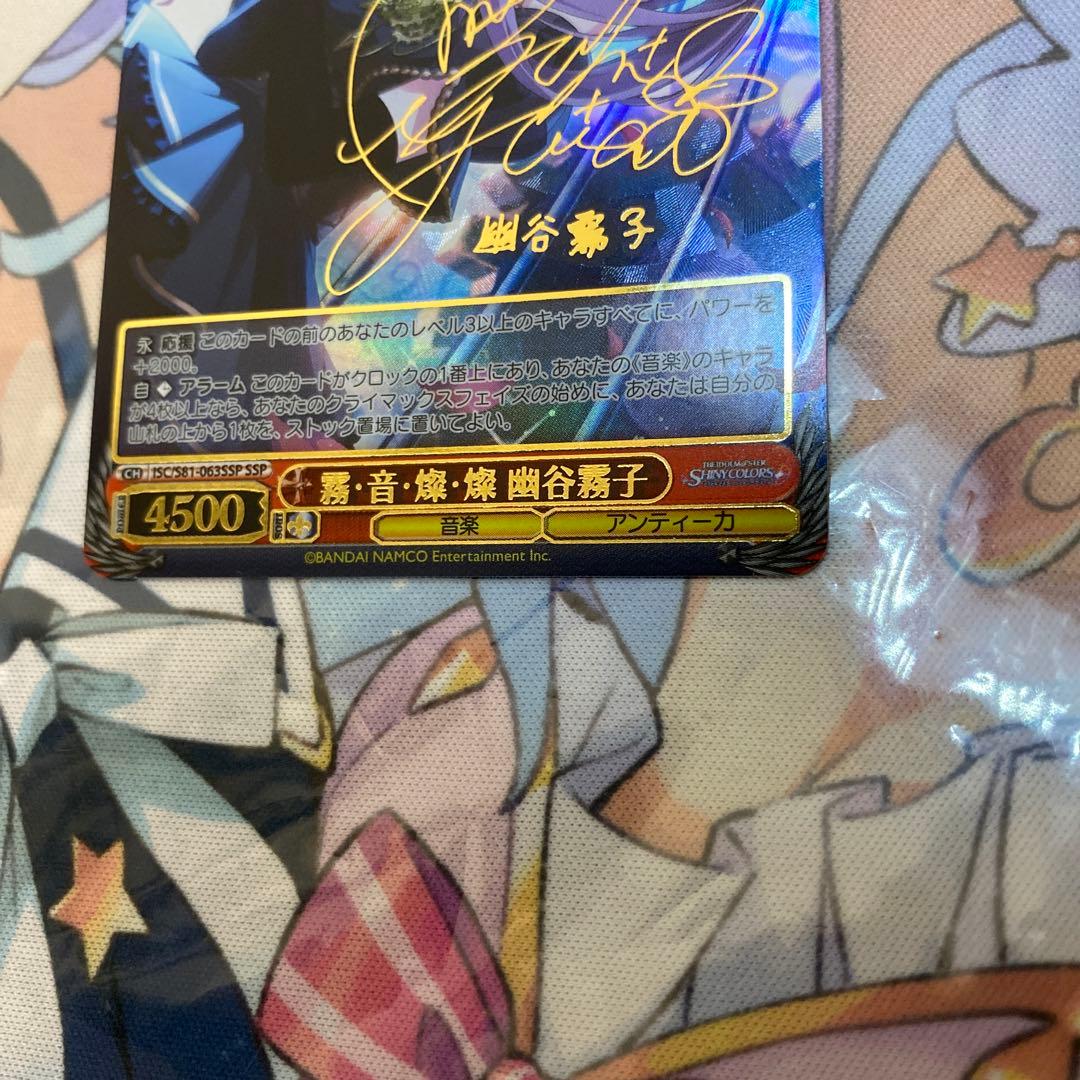 幽谷霧子
永 応援 このカードの前のあなたのレベル3以上のキャラすべてに、パワーを
+2000。
自 アラーム このカードがクロックの1番上にあり、あなたの《音楽》のキャラ
が4枚以上なら、あなたのクライマックスフェイズの始めに、あなたは自分の
山札の上から1枚を、ストック置場に置いてよい。
CH ISC/S81-063SSP SSP
霧・音・燦・燦 幽谷霧子
THE IDOLM@STER
SHINY COLORS
POWER
4500
SOUL
音楽
アンティーカ
©BANDAI NAMCO Entertainment Inc.